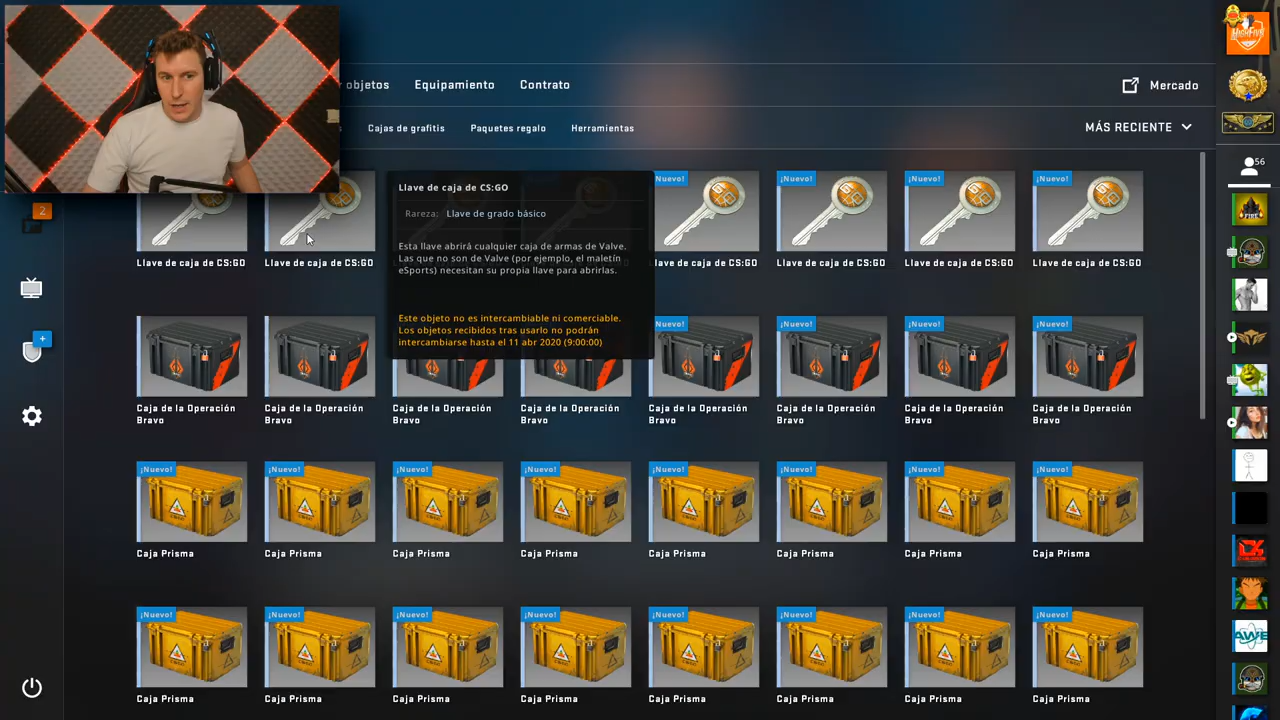 objetos
Equipamiento
Contrato
Mercado
Cajas de grafitis
Paquetes regalo
Herramientas
MÁS RECIENTE
56
2
+
Llave de caja de CS:GO
Rareza: Llave de grado básico
Esta llave abrirá cualquier caja de armas de Valve.
Las que no son de Valve (por ejemplo, el maletín
eSports) necesitan su propia llave para abrirlas.
Este objeto no es intercambiable ni comerciable.
Los objetos recibidos tras usarlo no podrán
intercambiarse hasta el 11 abr 2020 (9:00:00)
¡Nuevo!
¡Nuevo!
¡Nuevo!
¡Nuevo!
Llave de caja de CS:GO
Llave de caja de CS:GO
Llave de caja de CS:GO
Llave de caja de CS:GO
Llave de caja de CS:GO
Llave de caja de CS:GO
¡Nuevo!
¡Nuevo!
¡Nuevo!
¡Nuevo!
Caja de la Operación
Bravo
Caja de la Operación
Bravo
Caja de la Operación
Bravo
Caja de la Operación
Bravo
Caja de la Operación
Bravo
Caja de la Operación
Bravo
Caja de la Operación
Bravo
Caja de la Operación
Bravo
¡Nuevo!
¡Nuevo!
¡Nuevo!
¡Nuevo!
¡Nuevo!
¡Nuevo!
¡Nuevo!
¡Nuevo!
Caja Prisma
Caja Prisma
Caja Prisma
Caja Prisma
Caja Prisma
Caja Prisma
Caja Prisma
Caja Prisma
¡Nuevo!
¡Nuevo!
¡Nuevo!
¡Nuevo!
¡Nuevo!
¡Nuevo!
¡Nuevo!
¡Nuevo!
Caja Prisma
Caja Prisma
Caja Prisma
Caja Prisma
Caja Prisma
Caja Prisma
Caja Prisma
Caja Prisma
HIGHFIVE
FIRE
AWE